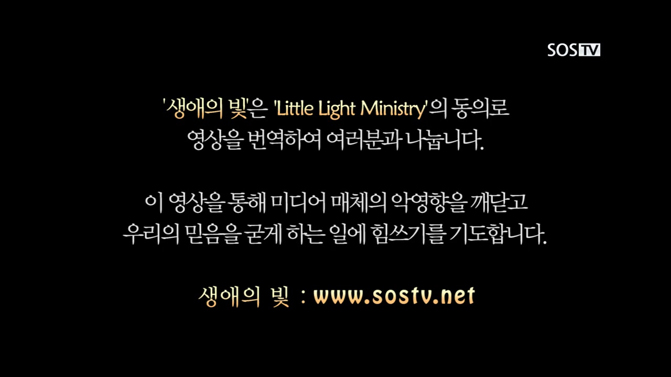 SOSTV
'생애의 빛'은 'Little Light Ministry'의 동의로
영상을 번역하여 여러분과 나눕니다.
이 영상을 통해 미디어 매체의 악영향을 깨닫고
우리의 믿음을 굳게 하는 일에 힘쓰기를 기도합니다.
생애의 빛 : www.sostv.net